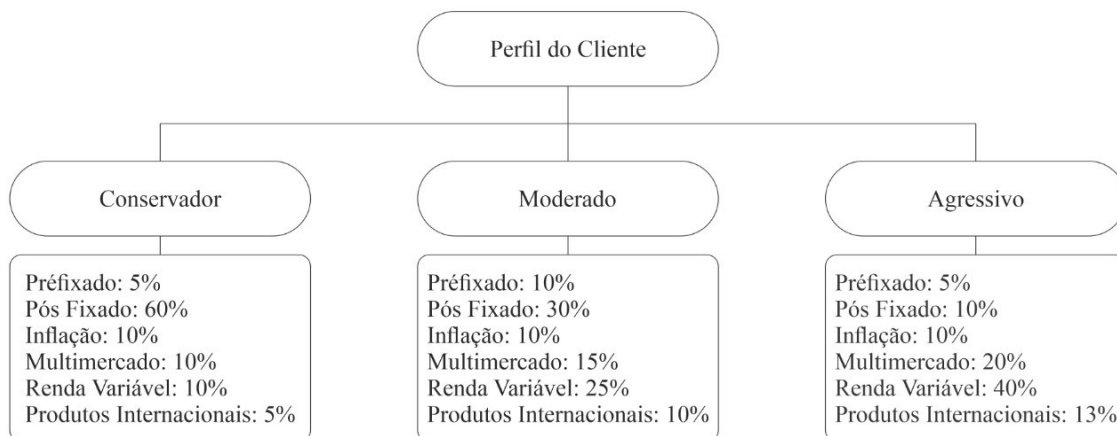 Perfil do Cliente
Conservador
Moderado
Agressivo
Préfixado: 5%
Pós Fixado: 60%
Inflação: 10%
Multimercado: 10%
Renda Variável: 10%
Produtos Internacionais: 5%
Préfixado: 10%
Pós Fixado: 30%
Inflação: 10%
Multimercado: 15%
Renda Variável: 25%
Produtos Internacionais: 10%
Préfixado: 5%
Pós Fixado: 10%
Inflação: 10%
Multimercado: 20%
Renda Variável: 40%
Produtos Internacionais: 13%